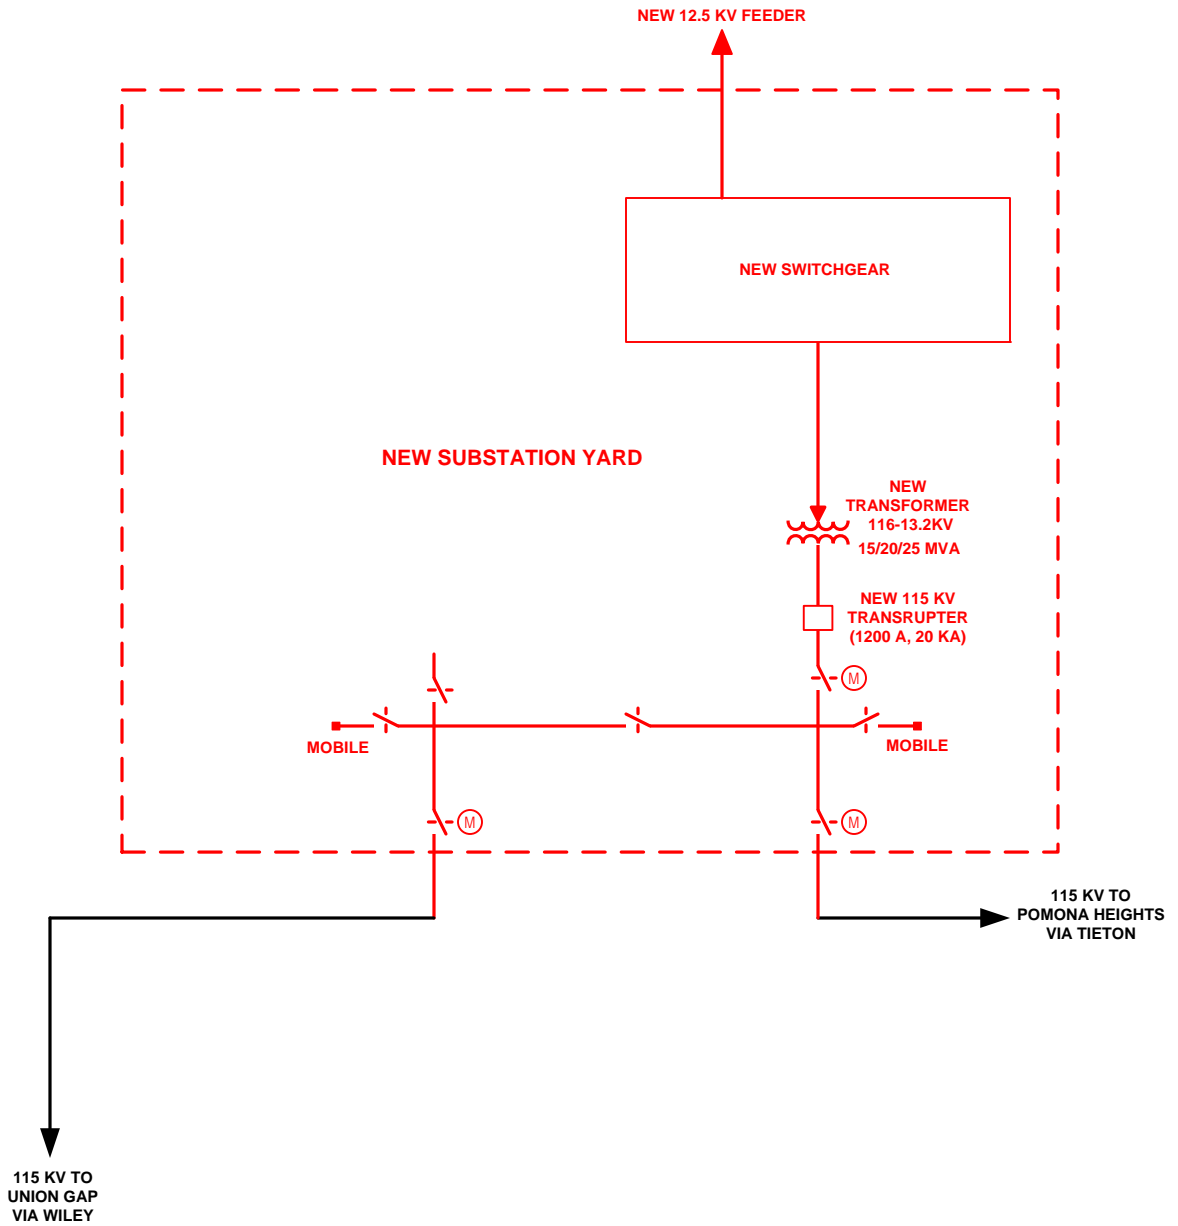 NEW 12.5 KV FEEDER
NEW SWITCHGEAR
NEW SUBSTATION YARD
NEW
TRANSFORMER
116-13.2KV
15/20/25 MVA
NEW 115 KV
TRANSRUPTER
(1200 A, 20 KA)
M
MOBILE
MOBILE
M
M
115 KV TO
POMONA HEIGHTS
VIA TIETON
115 KV TO
UNION GAP
VIA WILEY